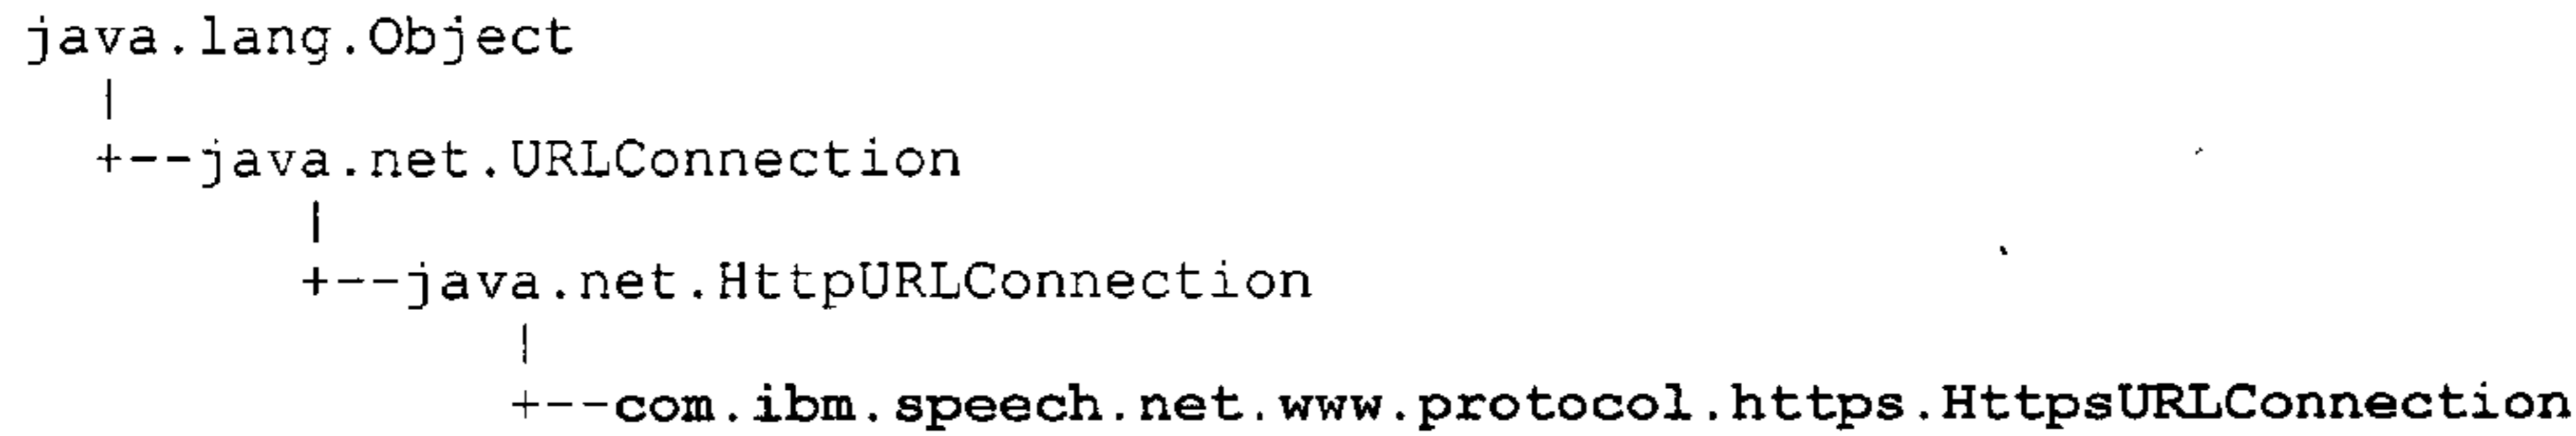 java.lang.Object
|
+--java.net.URLConnection
|
+--java.net.HttpURLConnection
|
+--com.ibm.speech.net.www.protocol.https.HttpsURLConnection